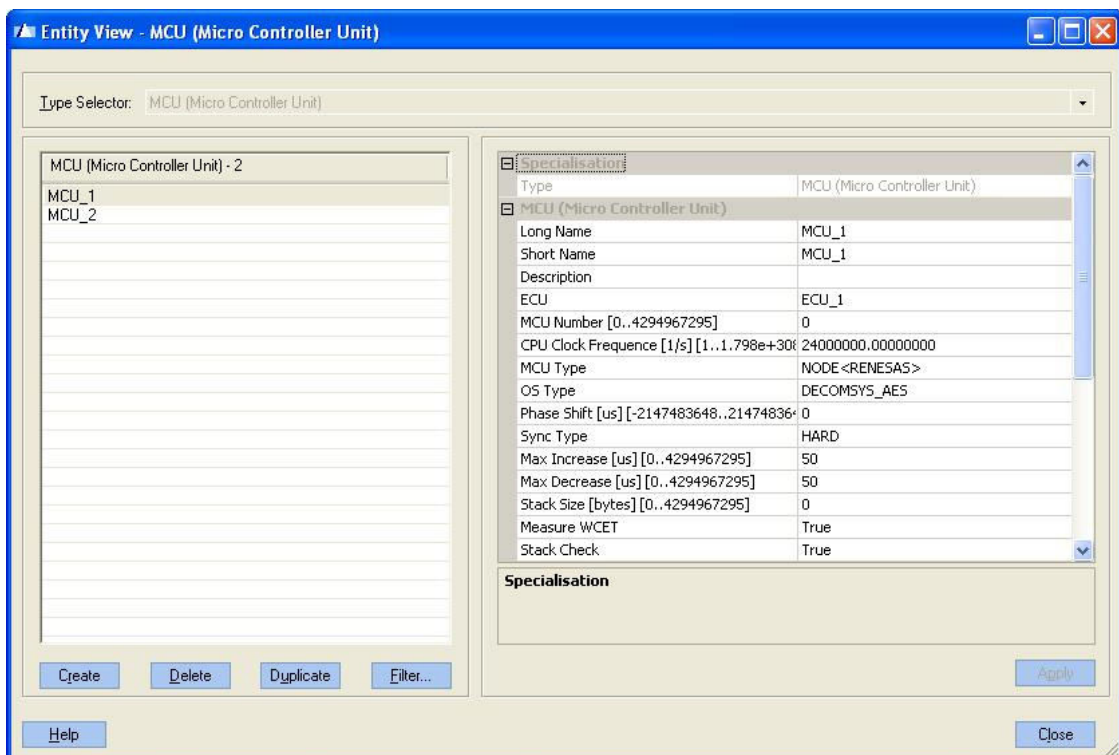 Entity View - MCU (Micro Controller Unit)
Type Selector: MCU (Micro Controller Unit)
MCU (Micro Controller Unit) - 2
MCU_1
MCU_2
Specialisation
Type MCU (Micro Controller Unit)
MCU (Micro Controller Unit)
Long Name MCU_1
Short Name MCU_1
Description
ECU ECU_1
MCU Number [0..4294967295] 0
CPU Clock Frequence [1/s] [1..1.798e+308 24000000.00000000
MCU Type NODE<RENESAS>
OS Type DECOMSYS_AES
Phase Shift [us] [-2147483648..214748364 0
Sync Type HARD
Max Increase [us] [0..4294967295] 50
Max Decrease [us] [0..4294967295] 50
Stack Size [bytes] [0..4294967295] 0
Measure WCET True
Stack Check True
Specialisation
Create Delete Duplicate Filter... Apply
Help Close